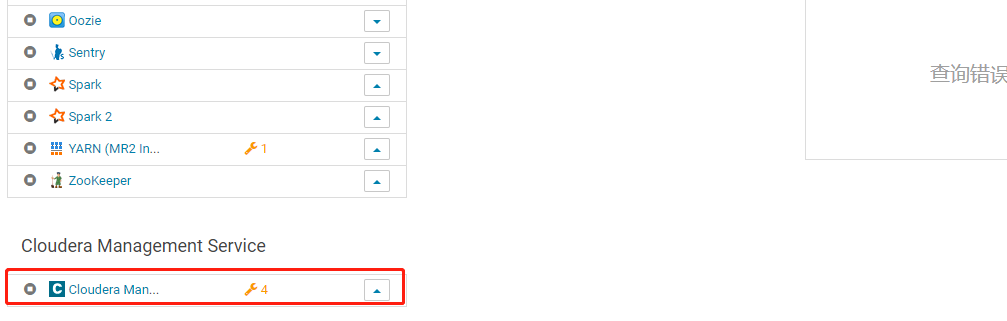 Oozie
Sentry
Spark
Spark 2
YARN (MR2 In... 1
ZooKeeper
查询错误
Cloudera Management Service
Cloudera Man... 4